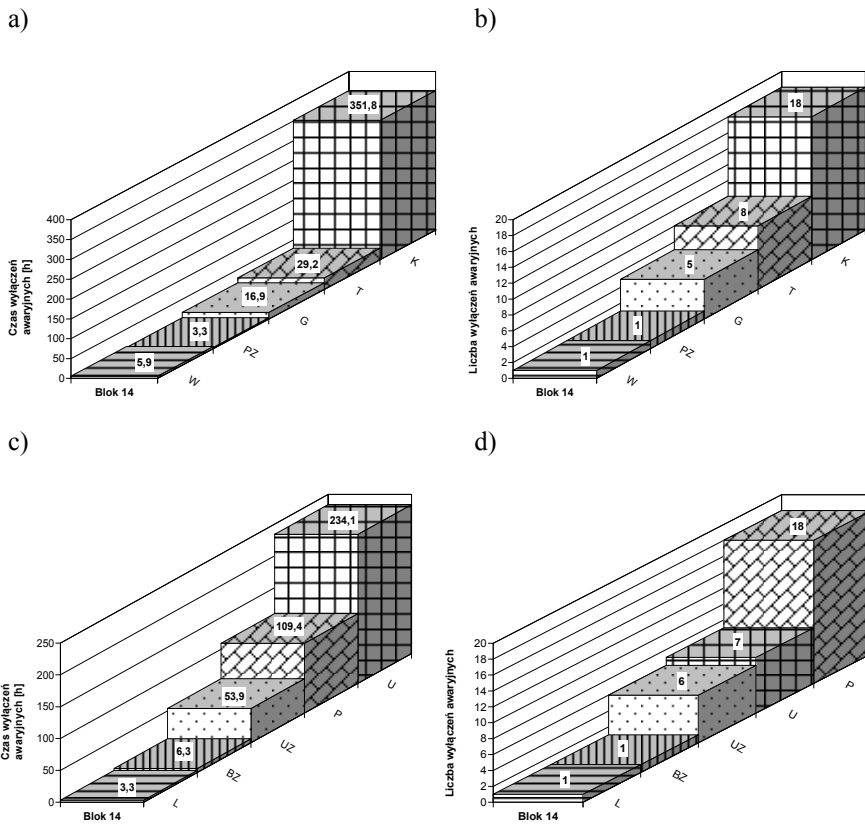 a)
Czas wyłączeń
awaryjnych [h]
400
350
300
250
200
150
100
50
0
351,8
29,2
16,9
3,3
5,9
Blok 14
W
PZ
G
T
K
b)
Liczba wyłączeń awaryjnych
20
18
16
14
12
10
8
6
4
2
0
18
8
5
1
1
Blok 14
W
PZ
G
T
K
c)
Czas wyłączeń
awaryjnych [h]
250
200
150
100
50
0
234,1
109,4
53,9
6,3
3,3
Blok 14
L
BZ
UZ
P
U
d)
Liczba wyłączeń awaryjnych
20
18
16
14
12
10
8
6
4
2
0
18
7
6
1
1
Blok 14
L
BZ
UZ
U
P